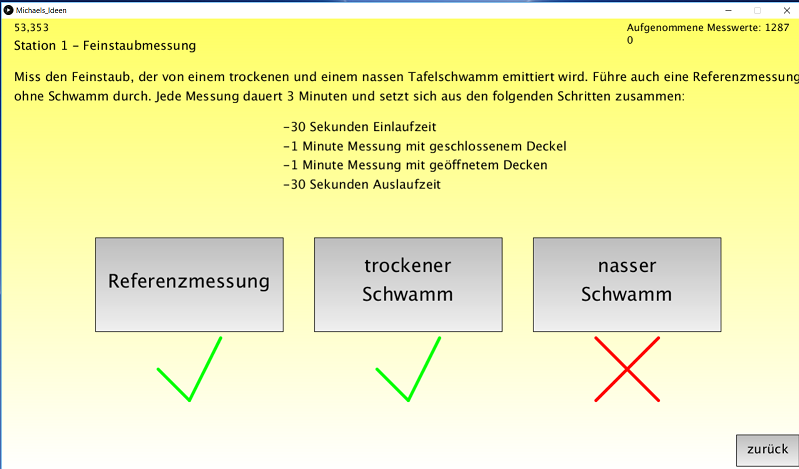 Michaels_Ideen
53,353
Aufgenommene Messwerte: 1287
0
Station 1 - Feinstaubmessung
Miss den Feinstaub, der von einem trockenen und einem nassen Tafelschwamm emittiert wird. Führe auch eine Referenzmessung
ohne Schwamm durch. Jede Messung dauert 3 Minuten und setzt sich aus den folgenden Schritten zusammen:
-30 Sekunden Einlaufzeit
-1 Minute Messung mit geschlossenem Deckel
-1 Minute Messung mit geöffnetem Decken
-30 Sekunden Auslaufzeit
Referenzmessung
trockener
Schwamm
nasser
Schwamm
zurück